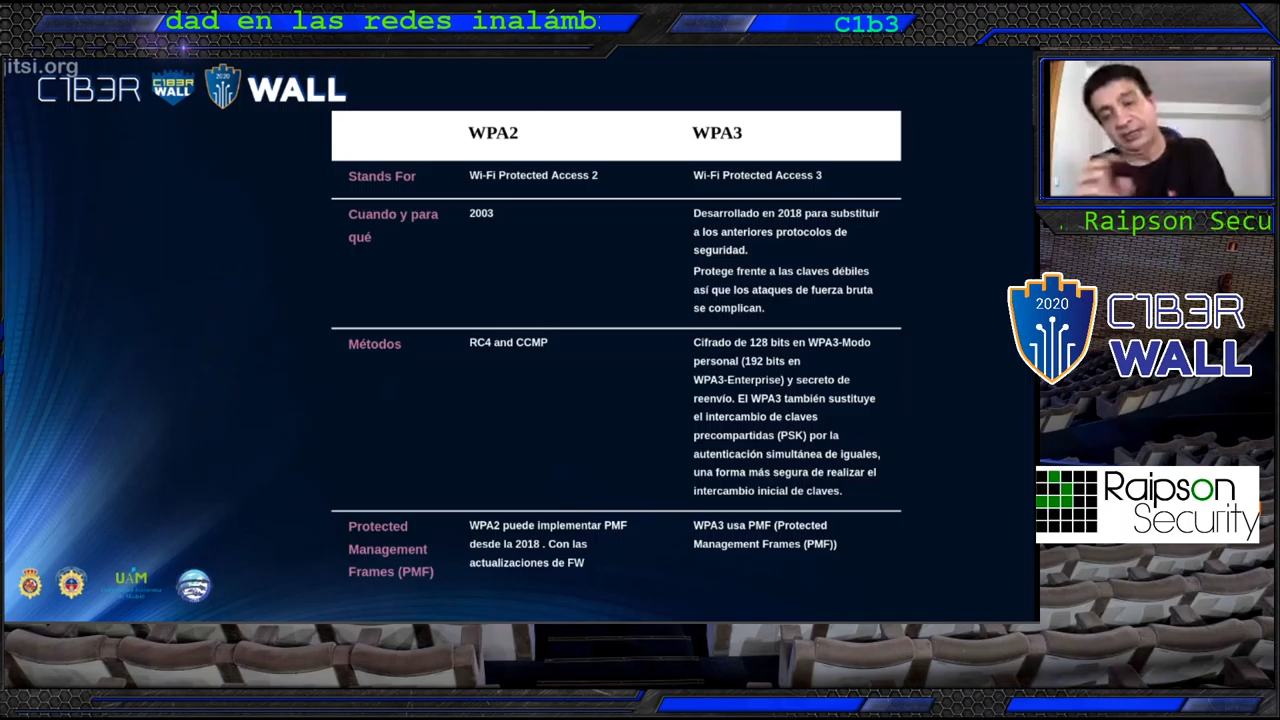 dad en las redes inalámb
C1b3
jitsi.org
C1B3R
C1B3R
WALL
2020
WALL
WPA2 WPA3
Stands For Wi-Fi Protected Access 2 Wi-Fi Protected Access 3
Cuando y para
qué
2003
Desarrollado en 2018 para substituir
a los anteriores protocolos de
seguridad.
Protege frente a las claves débiles
así que los ataques de fuerza bruta
se complican.
Métodos RC4 and CCMP
Cifrado de 128 bits en WPA3-Modo
personal (192 bits en
WPA3-Enterprise) y secreto de
reenvío. El WPA3 también sustituye
el intercambio de claves
precompartidas (PSK) por la
autenticación simultánea de iguales,
una forma más segura de realizar el
intercambio inicial de claves.
Protected
Management
Frames (PMF)
WPA2 puede implementar PMF
desde la 2018 . Con las
actualizaciones de FW
WPA3 usa PMF (Protected
Management Frames (PMF))
UAM
. Raipson Secu
2020
C1B3R
WALL
Raipson
Security